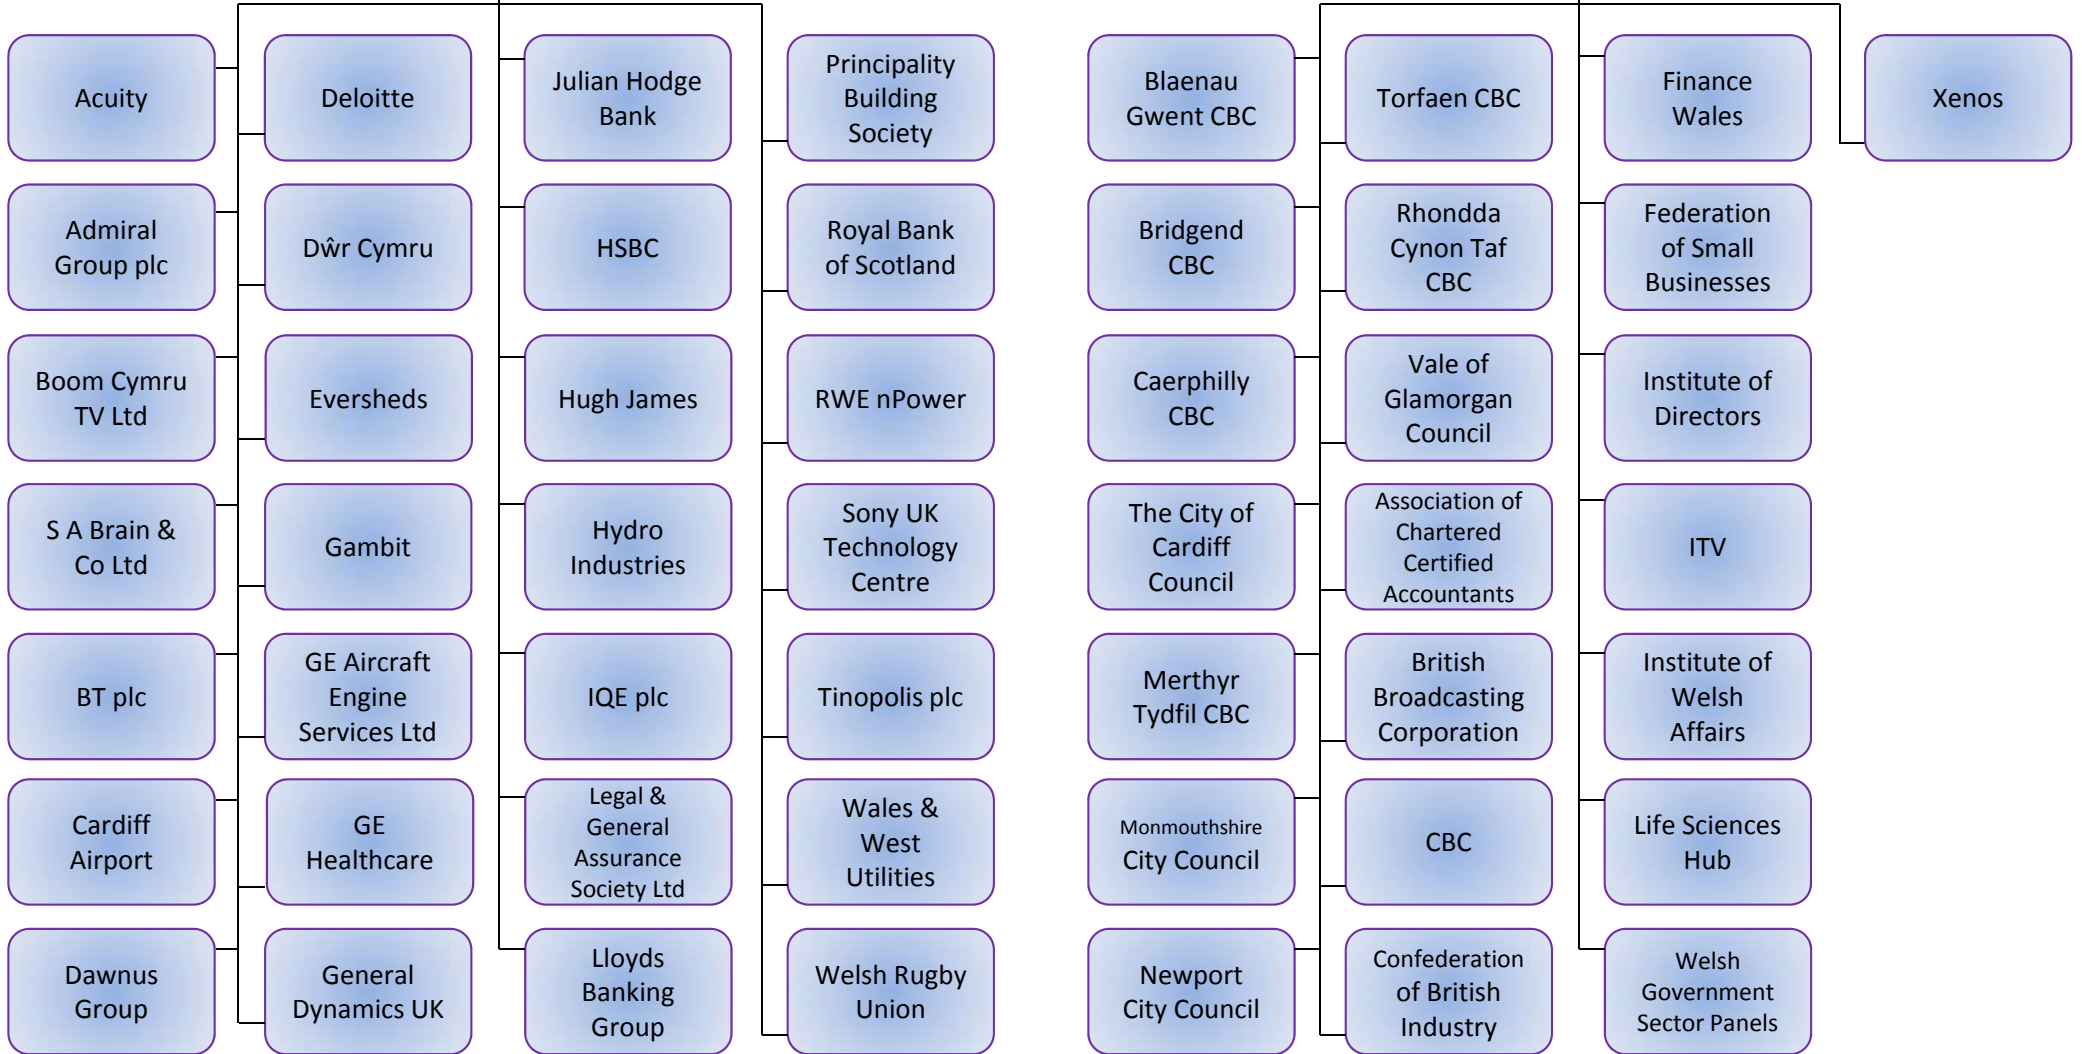 Acuity
Deloitte
Julian Hodge
Bank
Principality
Building
Society
Blaenau
Gwent CBC
Torfaen CBC
Finance
Wales
Xenos
Admiral
Group plc
Dŵr Cymru
HSBC
Royal Bank
of Scotland
Bridgend
CBC
Rhondda
Cynon Taf
CBC
Federation
of Small
Businesses
Boom Cymru
TV Ltd
Eversheds
Hugh James
RWE nPower
Caerphilly
CBC
Vale of
Glamorgan
Council
Institute of
Directors
S A Brain &
Co Ltd
Gambit
Hydro
Industries
Sony UK
Technology
Centre
The City of
Cardiff
Council
Association of
Chartered
Certified
Accountants
ITV
BT plc
GE Aircraft
Engine
Services Ltd
IQE plc
Tinopolis plc
Merthyr
Tydfil CBC
British
Broadcasting
Corporation
Institute of
Welsh
Affairs
Cardiff
Airport
GE
Healthcare
Legal &
General
Assurance
Society Ltd
Wales &
West
Utilities
Monmouthshire
City Council
CBC
Life Sciences
Hub
Dawnus
Group
General
Dynamics UK
Lloyds
Banking
Group
Welsh Rugby
Union
Newport
City Council
Confederation
of British
Industry
Welsh
Government
Sector Panels